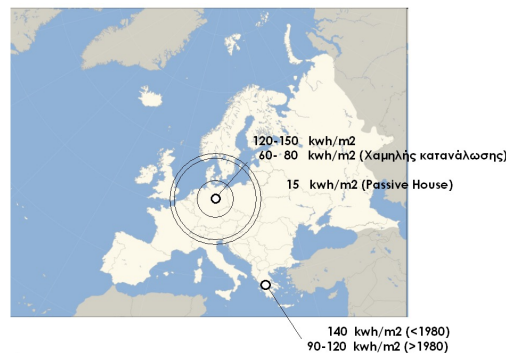 120-150 kwh/m2
60- 80 kwh/m2 (Χαμηλής κατανάλωσης)
15 kwh/m2 (Passive House)
140 kwh/m2 (<1980)
90-120 kwh/m2 (>1980)